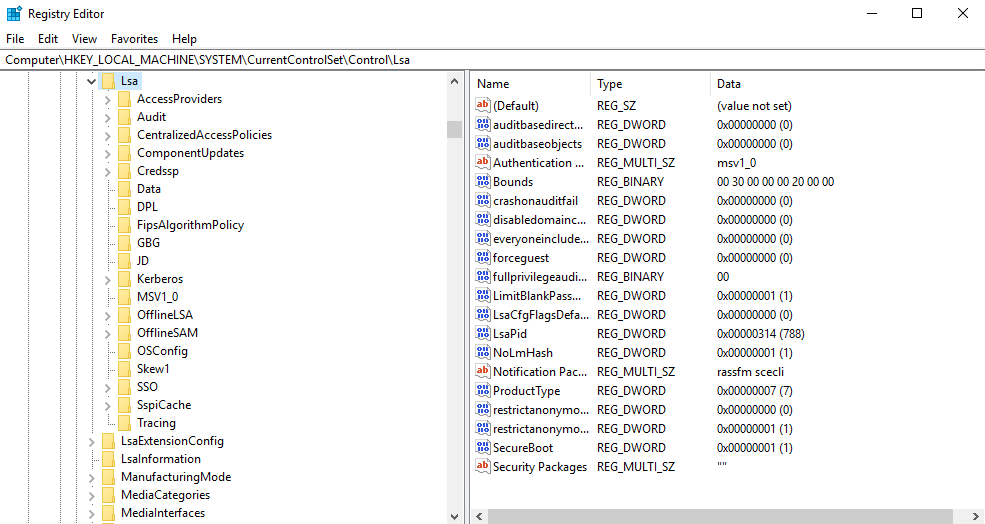 Registry Editor
File Edit View Favorites Help
Computer\HKEY_LOCAL_MACHINE\SYSTEM\CurrentControlSet\Control\Lsa
Lsa
AccessProviders
Audit
CentralizedAccessPolicies
ComponentUpdates
Credssp
Data
DPL
FipsAlgorithmPolicy
GBG
JD
Kerberos
MSV1_0
OfflineLSA
OfflineSAM
OSConfig
Skew1
SSO
SspiCache
Tracing
LsaExtensionConfig
LsaInformation
ManufacturingMode
MediaCategories
MediaInterfaces
Name Type Data
(Default) REG_SZ (value not set)
auditbasedirect... REG_DWORD 0x00000000 (0)
auditbaseobjects REG_DWORD 0x00000000 (0)
Authentication ... REG_MULTI_SZ msv1_0
Bounds REG_BINARY 00 30 00 00 00 20 00 00
crashonauditfail REG_DWORD 0x00000000 (0)
disabledomainc... REG_DWORD 0x00000000 (0)
everyoneinclude... REG_DWORD 0x00000000 (0)
forceguest REG_DWORD 0x00000000 (0)
fullprivilegeaudi... REG_BINARY 00
LimitBlankPass... REG_DWORD 0x00000001 (1)
LsaCfgFlagsDefa... REG_DWORD 0x00000000 (0)
LsaPid REG_DWORD 0x00000314 (788)
NoLmHash REG_DWORD 0x00000001 (1)
Notification Pac... REG_MULTI_SZ rassfm scecli
ProductType REG_DWORD 0x00000007 (7)
restrictanonymo... REG_DWORD 0x00000000 (0)
restrictanonymo... REG_DWORD 0x00000001 (1)
SecureBoot REG_DWORD 0x00000001 (1)
Security Packages REG_MULTI_SZ ""